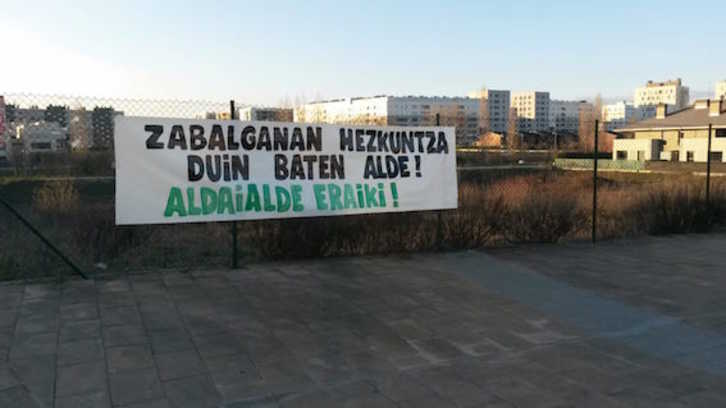 ZABALGANAN HEZKUNTZA
DUiN BATEN ALDE!
ALDAiALDE ERAiKi!